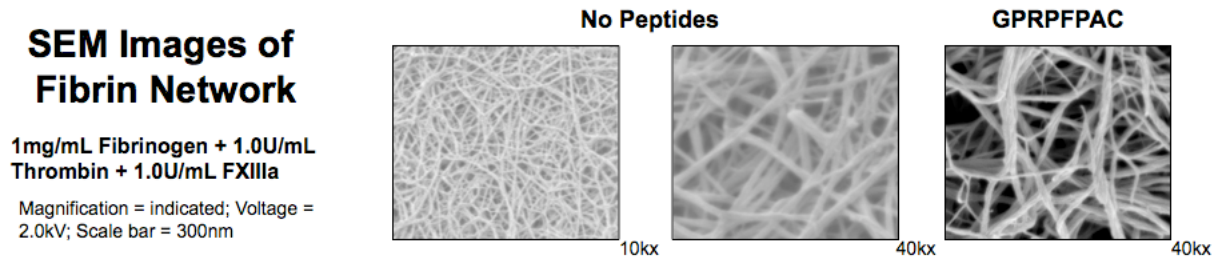 SEM Images of
Fibrin Network
1mg/mL Fibrinogen + 1.0U/mL
Thrombin + 1.0U/mL FXIIIa
Magnification = indicated; Voltage =
2.0kV; Scale bar = 300nm
No Peptides
GPRPFPAC
10kx
40kx
40kx